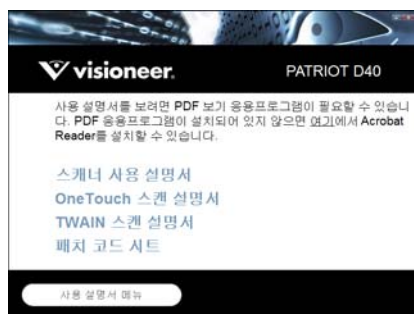 visioneer.
PATRIOT D40
사용 설명서를 보려면 PDF 보기 응용프로그램이 필요할 수 있습니
다. PDF 응용프로그램이 설치되어 있지 않으면 여기에서 Acrobat
Reader를 설치할 수 있습니다.
스캐너 사용 설명서
OneTouch 스캔 설명서
TWAIN 스캔 설명서
패치 코드 시트
사용 설명서 메뉴